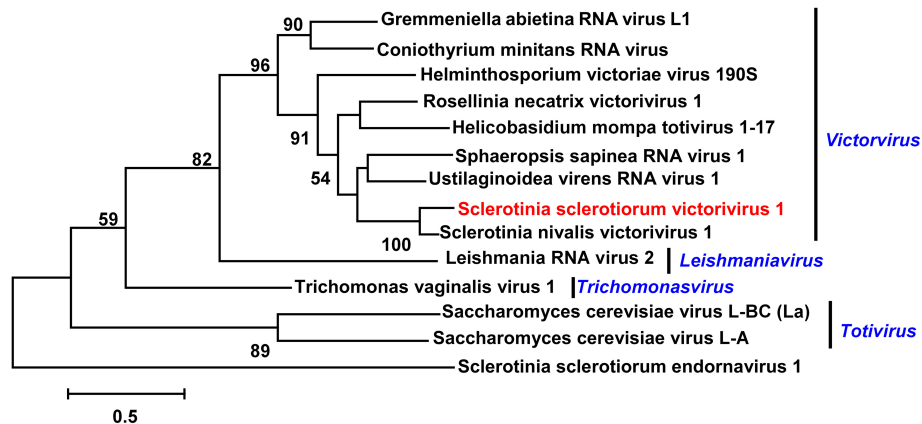 90
Gremmeniella abietina RNA virus L1
Coniothyrium minitans RNA virus
96
Helminthosporium victoriae virus 190S
Rosellinia necatrix victorivirus 1
91
Helicobasidium mompa totivirus 1-17
Victorvirus
82
Sphaeropsis sapinea RNA virus 1
54
Ustilaginoidea virens RNA virus 1
Sclerotinia sclerotiorum victorivirus 1
59
Sclerotinia nivalis victorivirus 1
100
Leishmania RNA virus 2
Leishmaniavirus
Trichomonas vaginalis virus 1
Trichomonasvirus
Saccharomyces cerevisiae virus L-BC (La)
Totivirus
Saccharomyces cerevisiae virus L-A
89
Sclerotinia sclerotiorum endornavirus 1
0.5